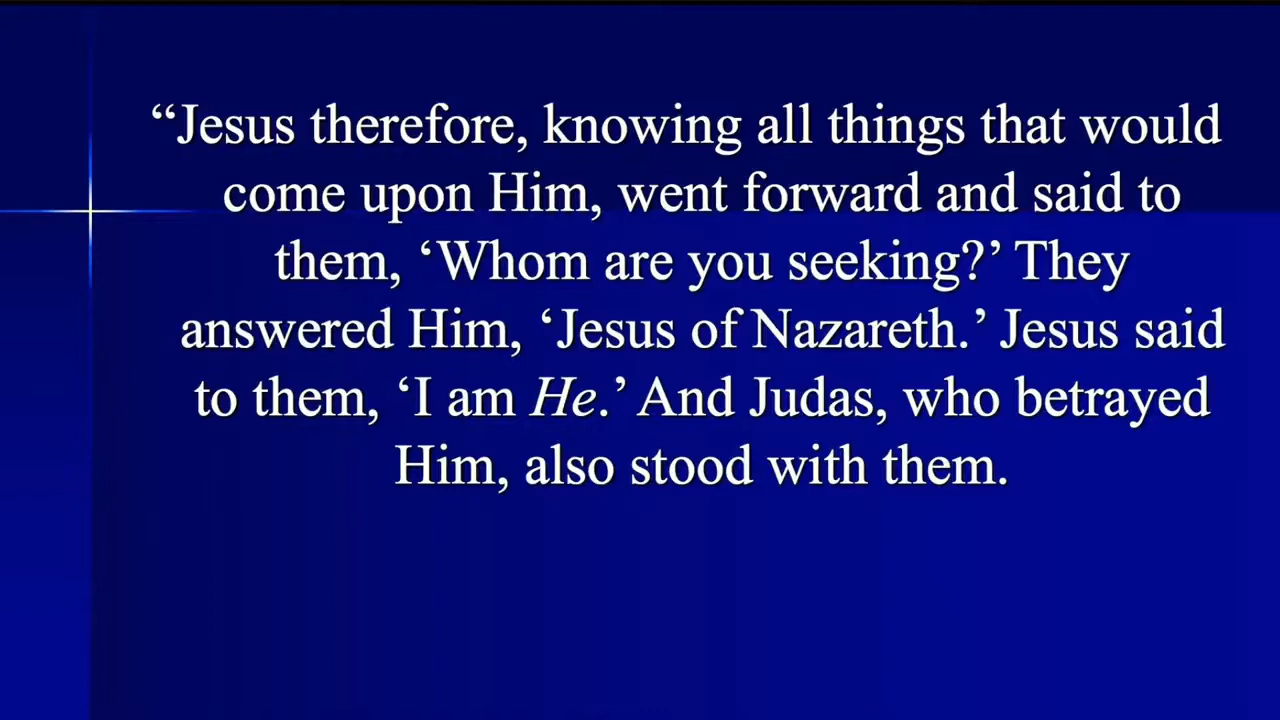 “Jesus therefore, knowing all things that would
come upon Him, went forward and said to
them, ‘Whom are you seeking?’ They
answered Him, ‘Jesus of Nazareth.’ Jesus said
to them, ‘I am He.’ And Judas, who betrayed
Him, also stood with them.